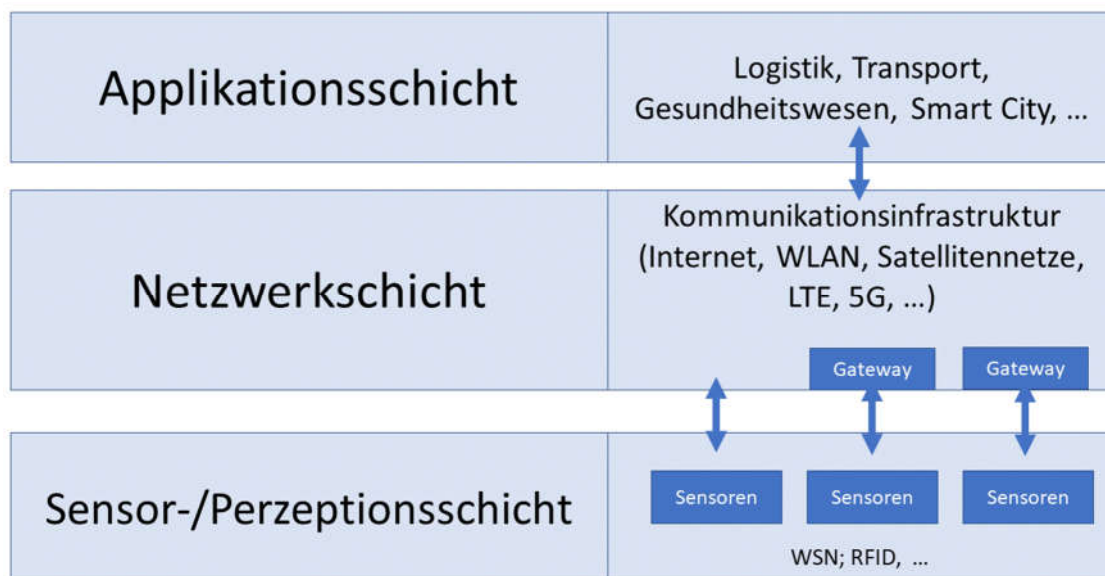 Applikationsschicht
Logistik, Transport,
Gesundheitswesen, Smart City, ...
Netzwerkschicht
Kommunikationsinfrastruktur
(Internet, WLAN, Satellitennetze,
LTE, 5G, ...)
Gateway
Gateway
Sensor-/Perzeptionsschicht
Sensoren
Sensoren
Sensoren
WSN; RFID, ...